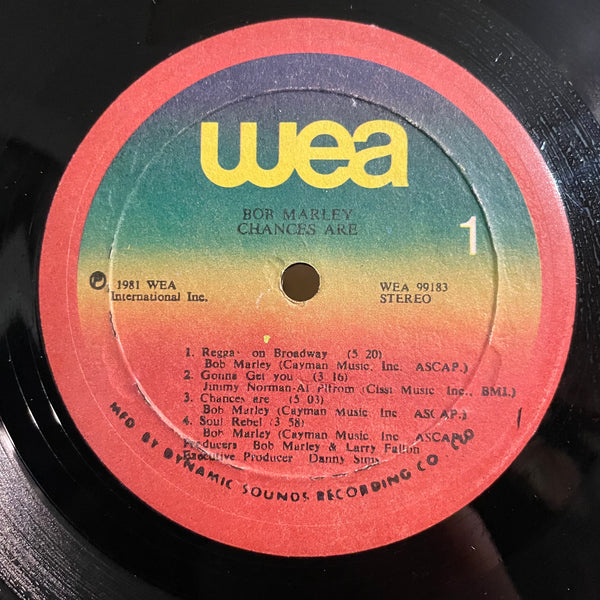 wea
BOB MARLEY
CHANCES ARE
1
℗ 1981 WEA
International Inc.
WEA 99183
STEREO
1. Regga on Broadway (5 20)
Bob Marley (Cayman Music, Inc. ASCAP.)
2. Gonna Get you (3 16)
Jimmy Norman-Al Pifrom (Cissi Music Inc., BMI.)
3. Chances are (5 03)
Bob Marley (Cayman Music Inc ASCAP.)
4. Soul Rebel (3 58)
Bob Marley (Cayman Music Inc ASCAP.)
Producers Bob Marley & Larry Fallon
Executive Producer Danny Sims
MFD BY DYNAMIC SOUNDS RECORDING CO. LTD